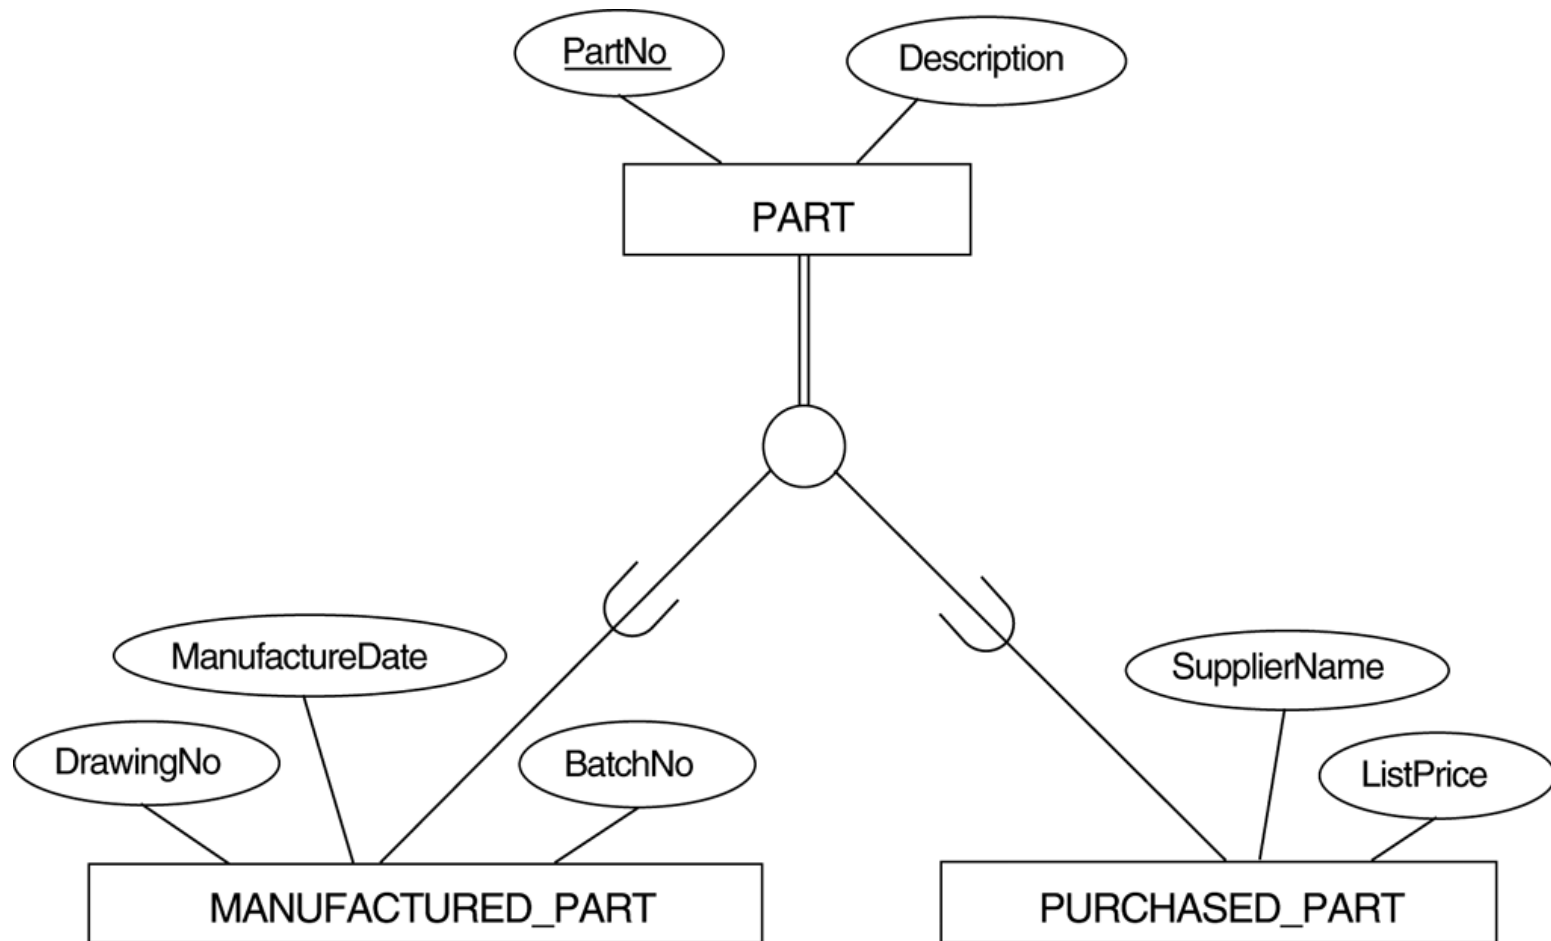 PartNo
Description
PART
ManufactureDate
SupplierName
DrawingNo
BatchNo
ListPrice
MANUFACTURED_PART
PURCHASED_PART